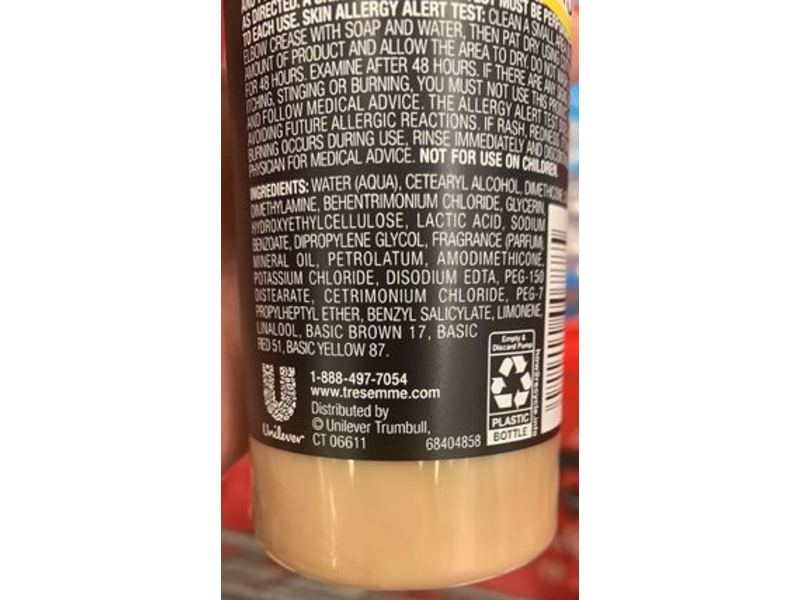 AS DIRECTED. A MUST BE
TO EACH USE. SKIN ALLERGY ALERT TEST: CLEAN A SMALL
ELBOW CREASE WITH SOAP AND WATER, THEN PAT DRY. USING
AMOUNT OF PRODUCT AND ALLOW THE AREA TO DRY. DO NOT
FOR 48 HOURS. EXAMINE AFTER 48 HOURS. IF THERE ARE ANY
ITCHING, STINGING OR BURNING, YOU MUST NOT USE THIS
AND FOLLOW MEDICAL ADVICE. THE ALLERGY ALERT TEST
AVOIDING FUTURE ALLERGIC REACTIONS. IF RASH, REDNESS
BURNING OCCURS DURING USE, RINSE IMMEDIATELY AND
PHYSICIAN FOR MEDICAL ADVICE. NOT FOR USE ON CHILDREN.
INGREDIENTS: WATER (AQUA), CETEARYL ALCOHOL,
DIMETHYLAMINE, BEHENTRIMONIUM CHLORIDE, GLYCERIN,
HYDROXYETHYLCELLULOSE, LACTIC ACID, SODIUM
BENZOATE, DIPROPYLENE GLYCOL, FRAGRANCE (PARFUM),
MINERAL OIL, PETROLATUM, AMODIMETHICONE,
POTASSIUM CHLORIDE, DISODIUM EDTA, PEG-150
DISTEARATE, CETRIMONIUM CHLORIDE, PEG-7
PROPYLHEPTYL ETHER, BENZYL SALICYLATE, LIMONENE,
LINALOOL, BASIC BROWN 17, BASIC
RED 51, BASIC YELLOW 87.
1-888-497-7054
www.tresemme.com
Distributed by
© Unilever Trumbull,
CT 06611
68404858
Unilever
Empty &
Discard Pump
PLASTIC
BOTTLE
how2recycle.info